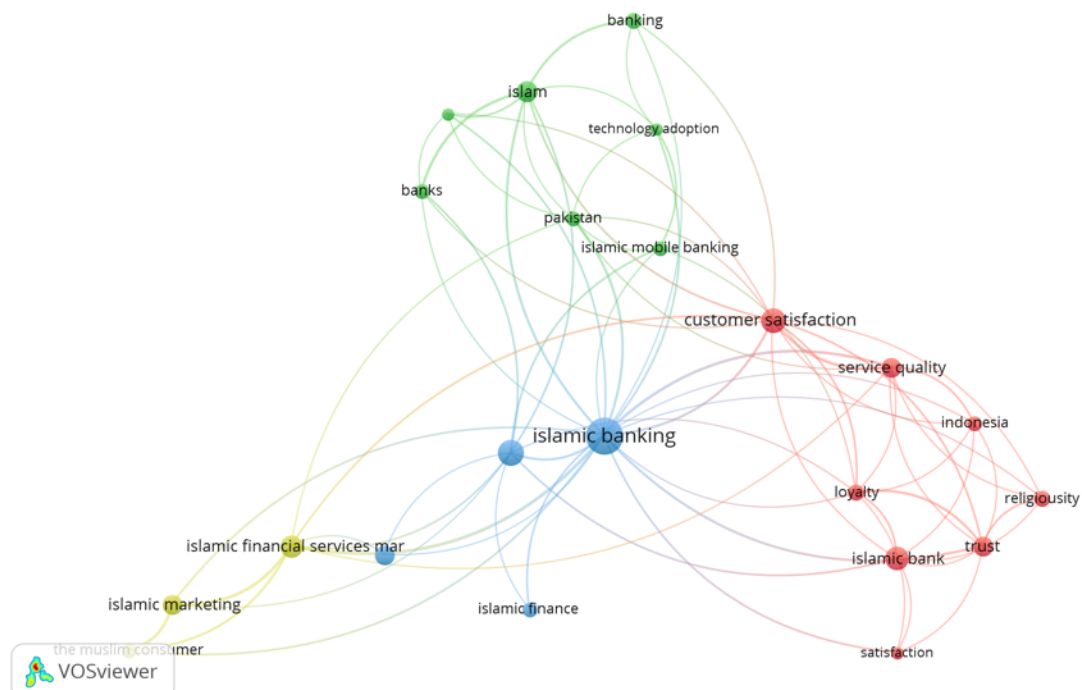 banking
islam
technology adoption
banks
pakistan
islamic mobile banking
customer satisfaction
service quality
indonesia
islamic banking
loyalty
religiousity
islamic financial services mar
trust
islamic bank
islamic marketing
islamic finance
the muslim consumer
satisfaction
VOSviewer